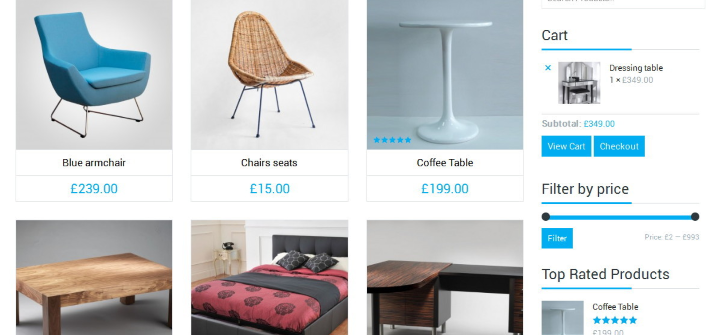 Blue armchair
£239.00
Chairs seats
£15.00
Coffee Table
£199.00
Cart
×
Dressing table
1 × £349.00
Subtotal: £349.00
View Cart
Checkout
Filter by price
Filter
Price: £2 — £993
Top Rated Products
Coffee Table
£199.00